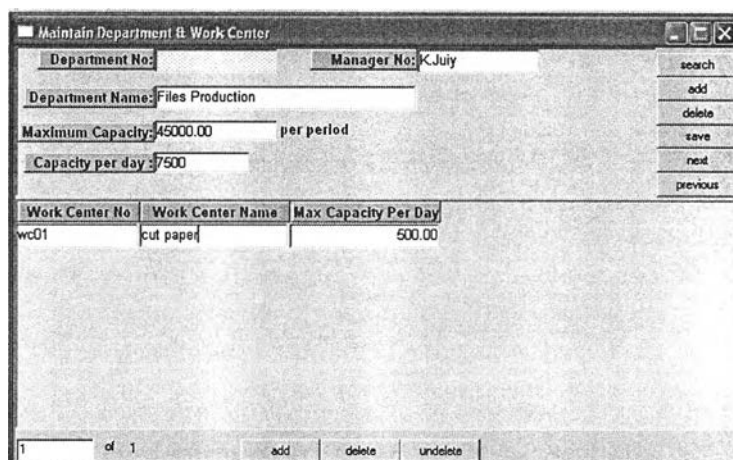 Maintain Department & Work Center
Department No: Manager No: K.Juiy
search
Department Name: Files Production
add
delete
Maximum Capacity: 45000.00 per period
save
Capacity per day : 7500
next
previous
Work Center No Work Center Name Max Capacity Per Day
wc01 cut paper 500.00
1 of 1 add delete undelete